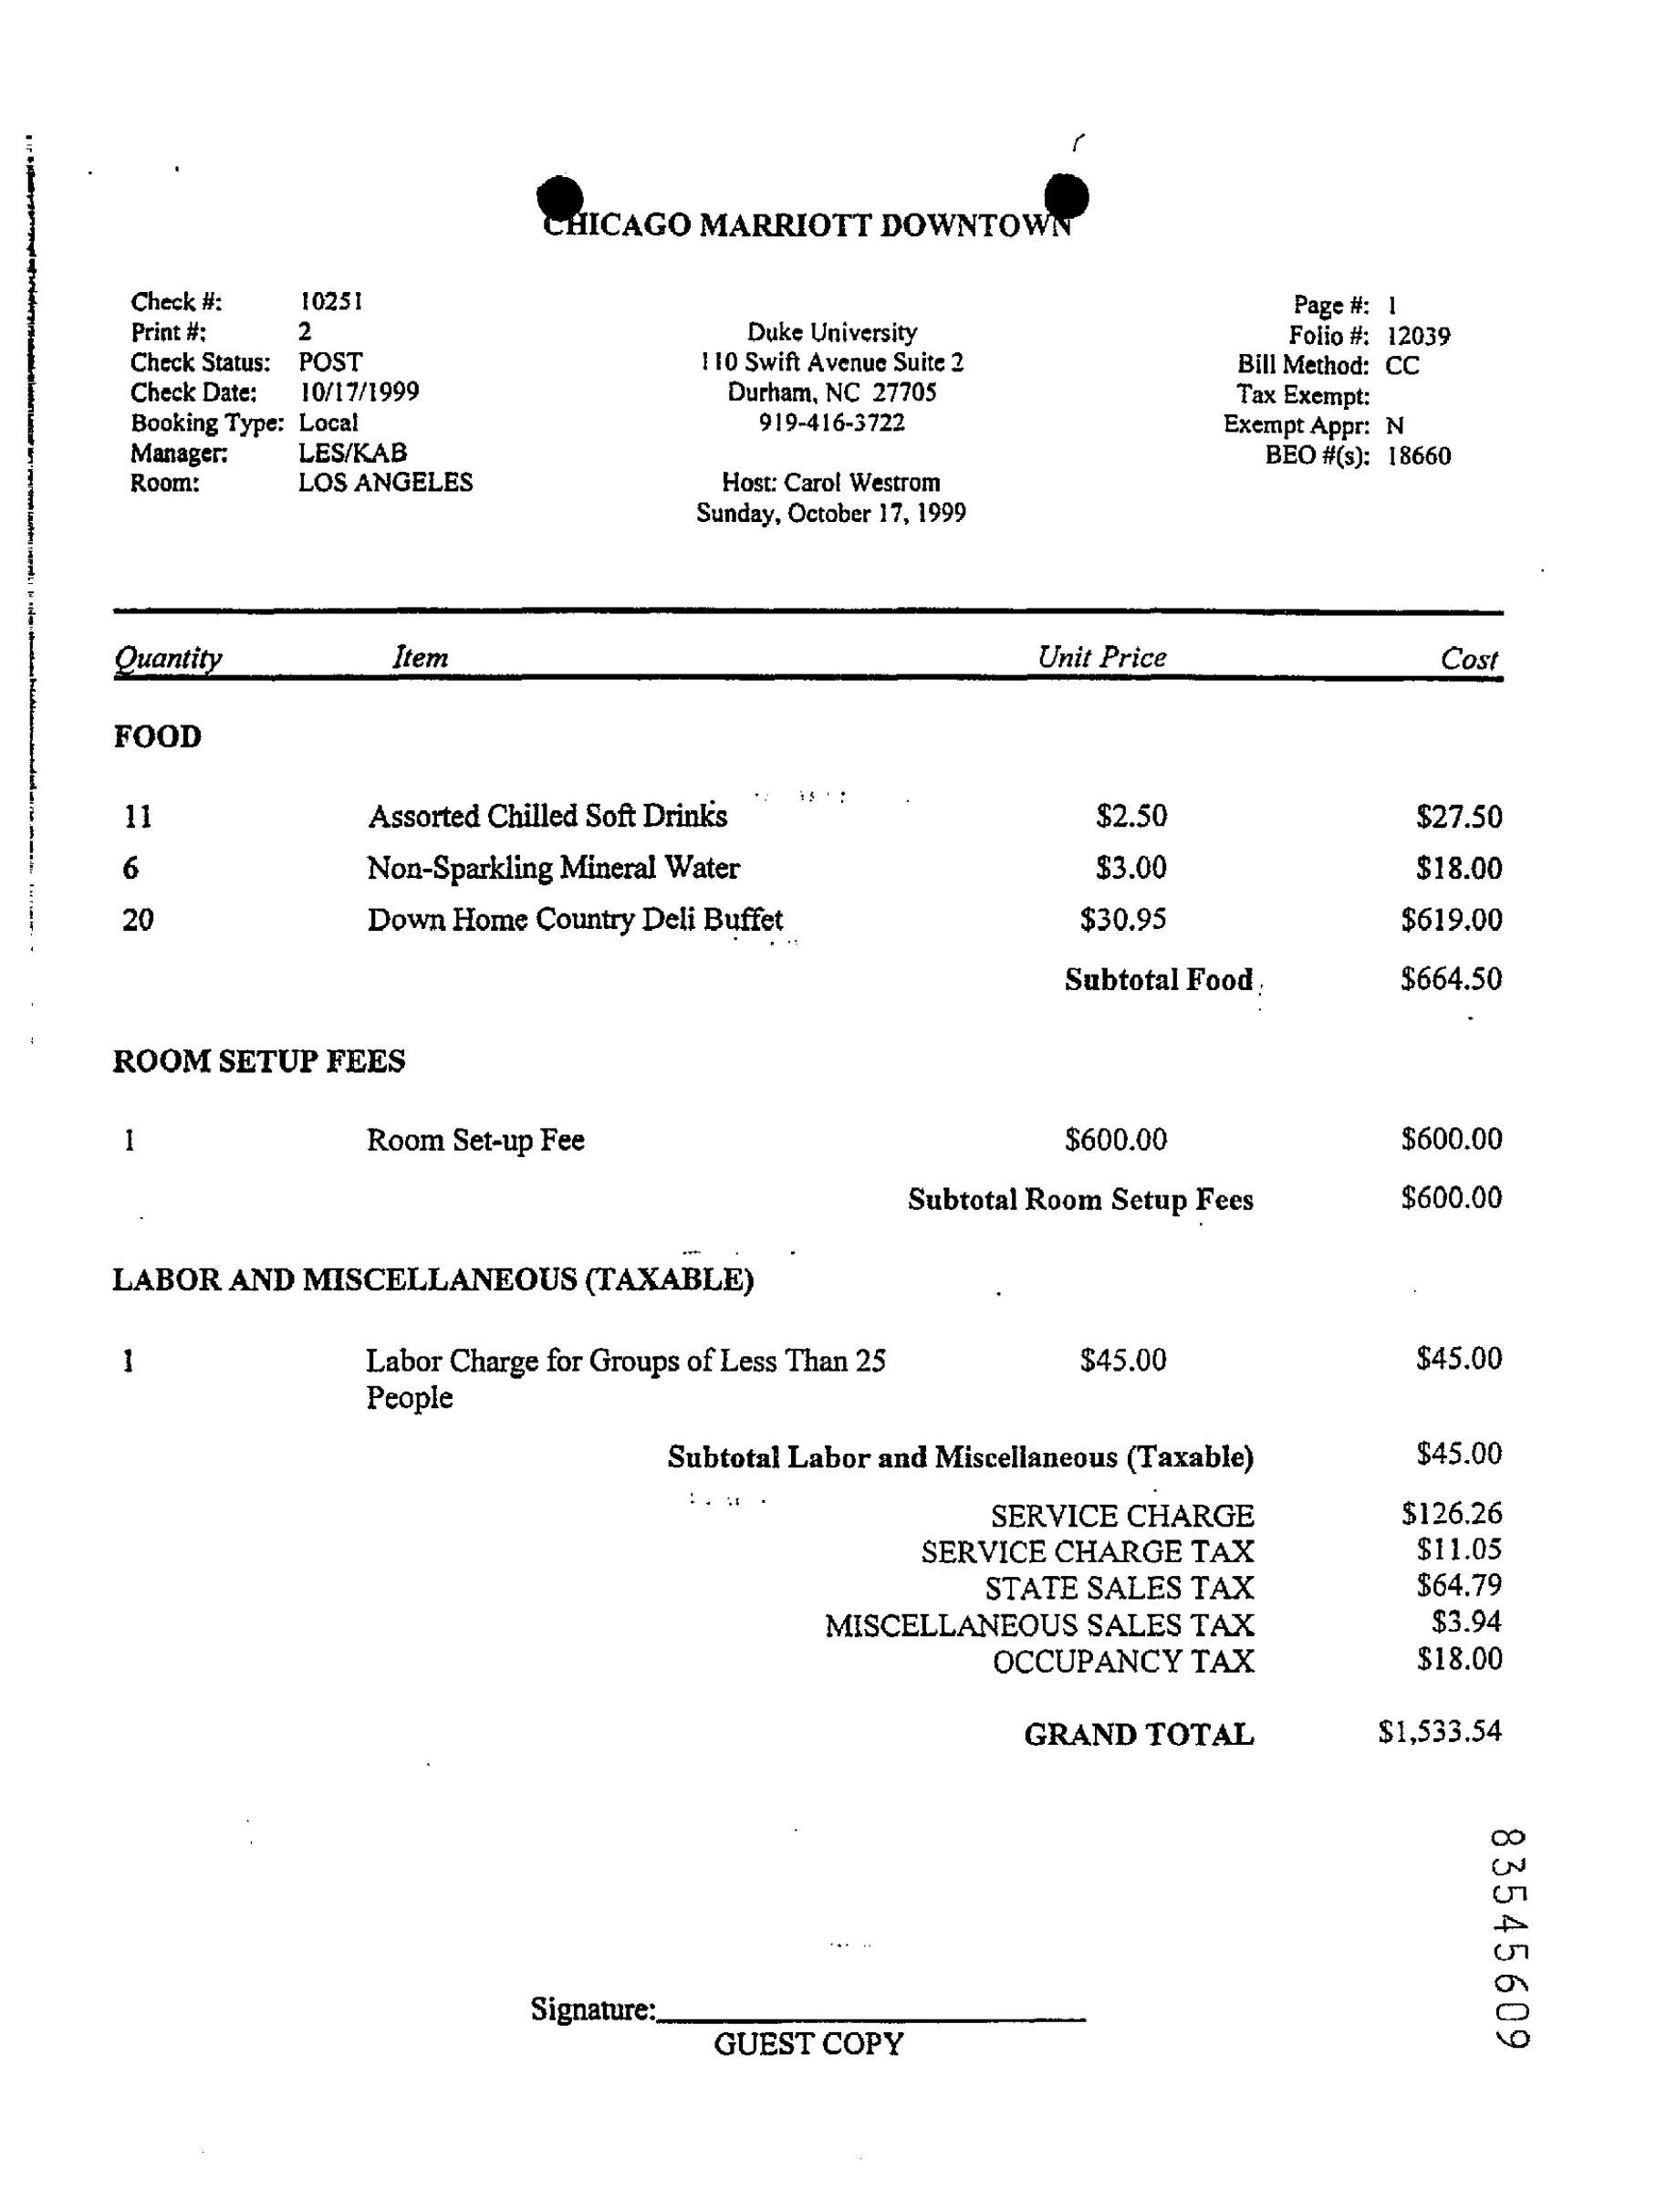 CHICAGO MARRIOTT DOWNTOWN
Check #: 10251
Print #: 2
Check Status: POST
Check Date: 10/17/1999
Booking Type: Local
Manager: LES/KAB
Room: LOS ANGELES
Duke University
110 Swift Avenue Suite 2
Durham, NC 27705
919-416-3722
Host: Carol Westrom
Sunday, October 17, 1999
Page #: 1
Folio #: 12039
Bill Method: CC
Tax Exempt:
Exempt Appr: N
BEO #(s): 18660
Quantity Item Unit Price Cost
FOOD
11 Assorted Chilled Soft Drinks $2.50 $27.50
6 Non-Sparkling Mineral Water $3.00 $18.00
20 Down Home Country Deli Buffet $30.95 $619.00
Subtotal Food $664.50
ROOM SETUP FEES
1 Room Set-up Fee $600.00 $600.00
Subtotal Room Setup Fees $600.00
LABOR AND MISCELLANEOUS (TAXABLE)
1 Labor Charge for Groups of Less Than 25 $45.00 $45.00
People
Subtotal Labor and Miscellaneous (Taxable) $45.00
SERVICE CHARGE $126.26
SERVICE CHARGE TAX $11.05
STATE SALES TAX $64.79
MISCELLANEOUS SALES TAX $3.94
OCCUPANCY TAX $18.00
GRAND TOTAL $1,533.54
83545609
Signature:
GUEST COPY